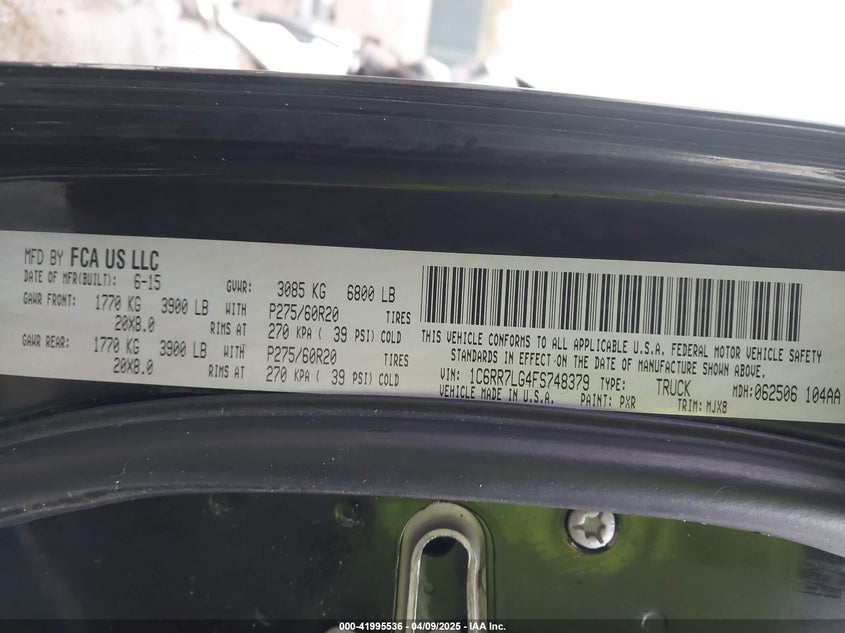 MFD BY FCA US LLC
DATE OF MFR(BUILT): 6-15 GVWR: 3085 KG 6800 LB
GAWR FRONT: 1770 KG 3900 LB WITH P275/60R20 TIRES
20X8.0 RIMS AT 270 KPA ( 39 PSI) COLD
GAWR REAR: 1770 KG 3900 LB WITH P275/60R20 TIRES
20X8.0 RIMS AT 270 KPA ( 39 PSI) COLD
THIS VEHICLE CONFORMS TO ALL APPLICABLE U.S.A. FEDERAL MOTOR VEHICLE SAFETY
STANDARDS IN EFFECT ON THE DATE OF MANUFACTURE SHOWN ABOVE.
VIN: 1C6RR7LG4FS748379 TYPE: TRUCK MDH:062506 104AA
VEHICLE MADE IN U.S.A. PAINT: PXR TRIM: MJX8
000-41995536 - 04/09/2025 - IAA Inc.